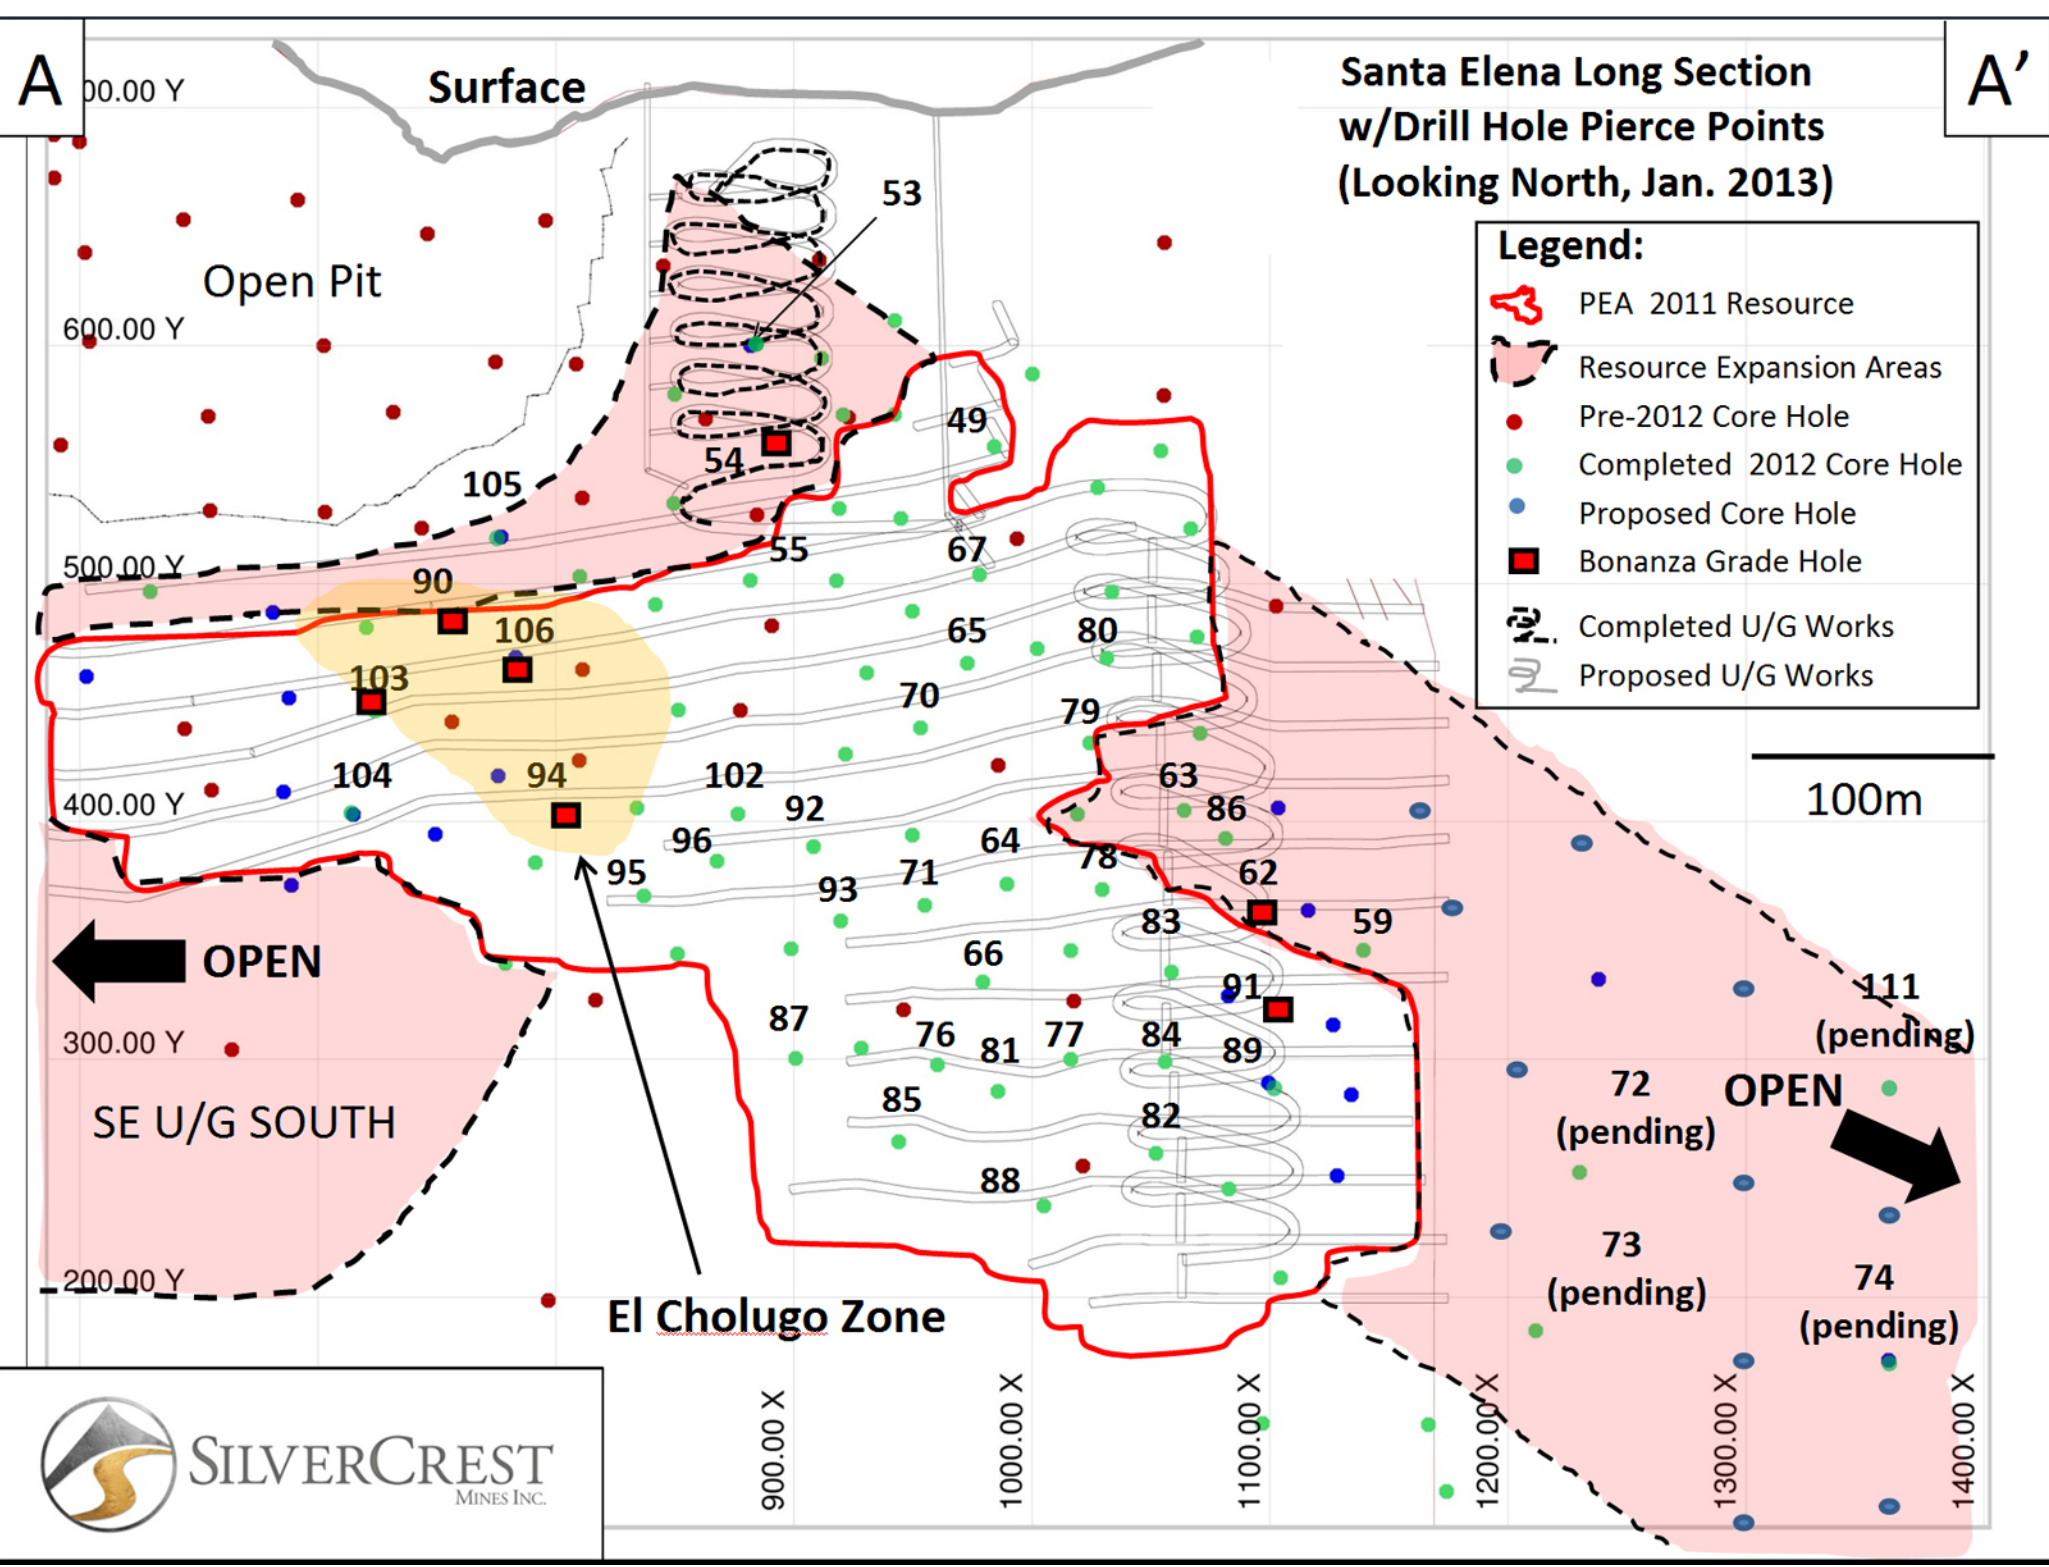 A
A’
00.00 Y
Surface
Santa Elena Long Section
w/Drill Hole Pierce Points
(Looking North, Jan. 2013)
53
Legend:
PEA 2011 Resource
Resource Expansion Areas
Pre-2012 Core Hole
Completed 2012 Core Hole
Proposed Core Hole
Bonanza Grade Hole
Completed U/G Works
Proposed U/G Works
Open Pit
600.00 Y
49
54
105
500.00 Y
55
67
90
106
65
80
103
70
79
104
94
102
63
400.00 Y
92
86
100m
96
64
78
95
71
62
93
83
59
OPEN
66
91
111
(pending)
87
76
77
84
300.00 Y
81
89
72
(pending)
OPEN
85
SE U/G SOUTH
82
88
73
(pending)
200.00 Y
74
(pending)
El Cholugo Zone
900.00 X
1000.00 X
1100.00 X
1200.00 X
1300.00 X
1400.00 X
SILVERCREST
MINES INC.